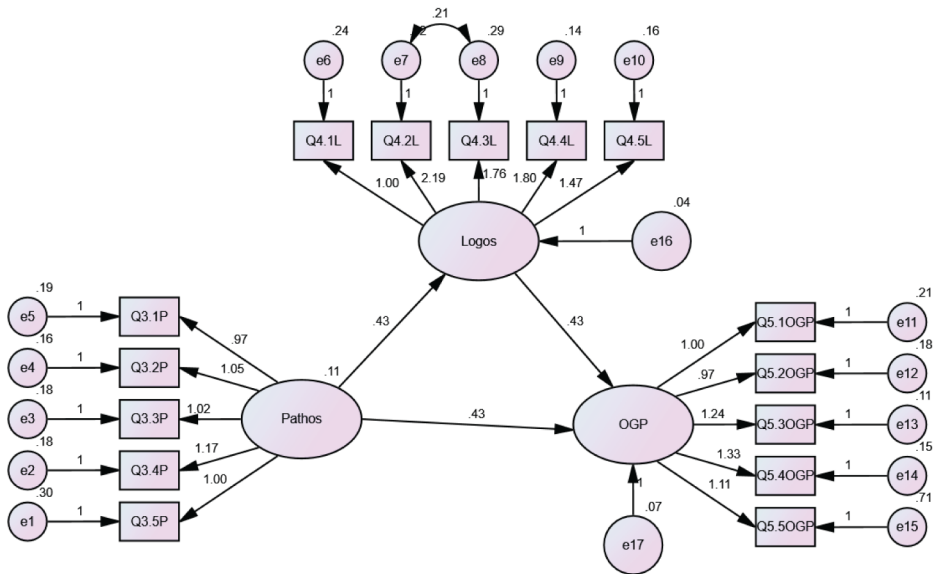 .21
.24
.29
.14
.16
e6
e7
e8
e9
e10
1
1
1
1
1
Q4.1L
Q4.2L
Q4.3L
Q4.4L
Q4.5L
1.00
2.19
1.76
1.80
1.47
.04
Logos
1
e16
.19
e5
1
Q3.1P
.97
.43
.43
.16
e4
1
Q3.2P
1.05
.11
.18
e3
1
Q3.3P
1.02
Pathos
.43
.18
e2
1
Q3.4P
1.17
.30
e1
1
Q3.5P
1.00
OGP
1
.07
e17
1.00
Q5.1OGP
1
.21
e11
.97
Q5.2OGP
1
.18
e12
1.24
Q5.3OGP
1
.11
e13
1.33
Q5.4OGP
1
.15
e14
1.11
Q5.5OGP
1
.71
e15